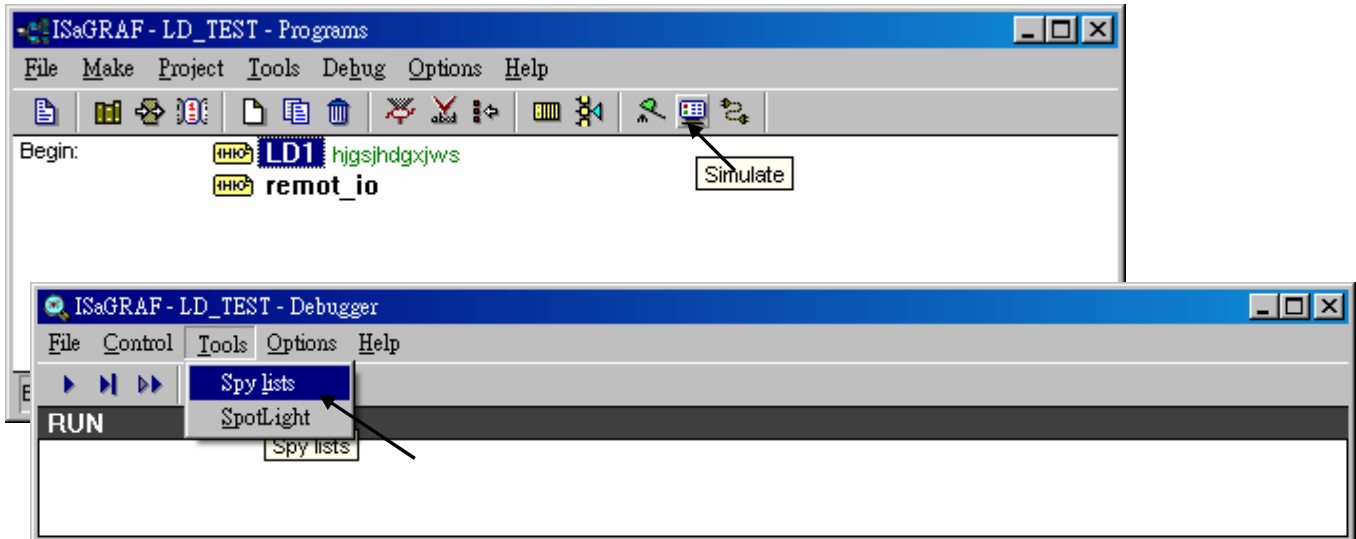 ISaGRAF - LD_TEST - Programs
File Make Project Tools Debug Options Help
Begin: LD1 hjgsjhdgxjws
remot_io
Simulate
ISaGRAF - LD_TEST - Debugger
File Control Tools Options Help
Spy lists
SpotLight
RUN
Spy lists